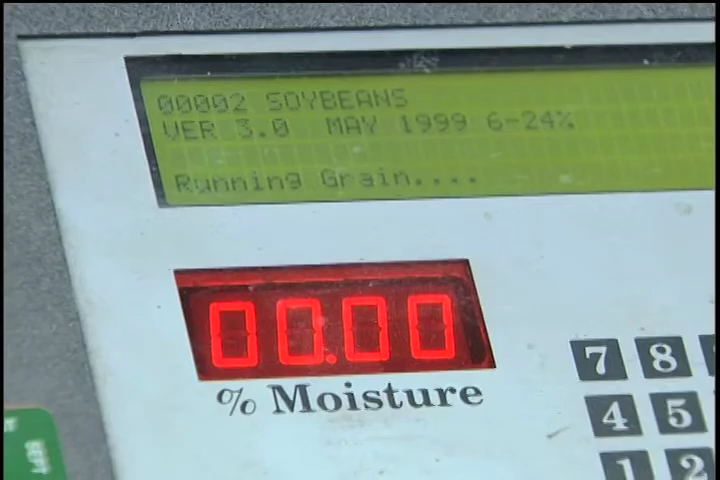 00002 SOYBEANS
VER 3.0 MAY 1999 6-24%
Running Grain....
00.00
% Moisture
7 8
4 5
1 2
SEPT